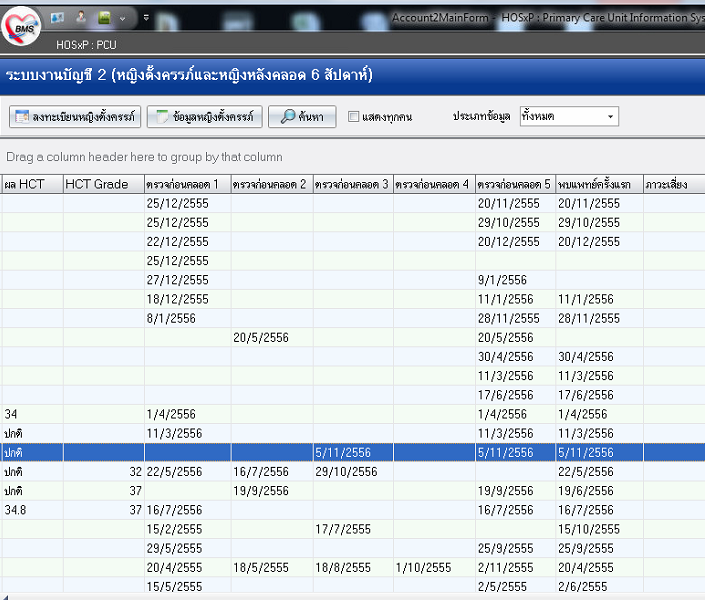 Account2MainForm - HOSxP : Primary Care Unit Information Sys
BMS
HOSxP : PCU
ระบบงานบัญชี 2 (หญิงตั้งครรภ์และหญิงหลังคลอด 6 สัปดาห์)
ลงทะเบียนหญิงตั้งครรภ์ ข้อมูลหญิงตั้งครรภ์ ค้นหา แสดงทุกคน ประเภทข้อมูล ทั้งหมด
Drag a column header here to group by that column
ผล HCT HCT Grade ตรวจก่อนคลอด 1 ตรวจก่อนคลอด 2 ตรวจก่อนคลอด 3 ตรวจก่อนคลอด 4 ตรวจก่อนคลอด 5 พบแพทย์ครั้งแรก ภาวะเสี่ยง
25/12/2555 20/11/2555 20/11/2555
25/12/2555 29/10/2555 29/10/2555
22/12/2555 20/12/2555 20/12/2555
25/12/2555
27/12/2555 9/1/2556
18/12/2555 11/1/2556 11/1/2556
8/1/2556 28/11/2555 28/11/2555
20/5/2556 20/5/2556
30/4/2556 30/4/2556
11/3/2556 11/3/2556
17/6/2556 17/6/2556
34 1/4/2556 1/4/2556 1/4/2556
ปกติ 11/3/2556 11/3/2556 11/3/2556
ปกติ 5/11/2556 5/11/2556 5/11/2556
ปกติ 32 22/5/2556 16/7/2556 29/10/2556 22/5/2556
ปกติ 37 19/9/2556 19/9/2556 19/6/2556
34.8 37 16/7/2556 16/7/2556 16/7/2556
15/2/2555 17/7/2555 15/10/2555
29/5/2555 25/9/2555 25/9/2555
20/4/2555 18/5/2555 18/8/2555 1/10/2555 2/11/2555 20/4/2555
15/5/2555 2/5/2555 2/6/2555